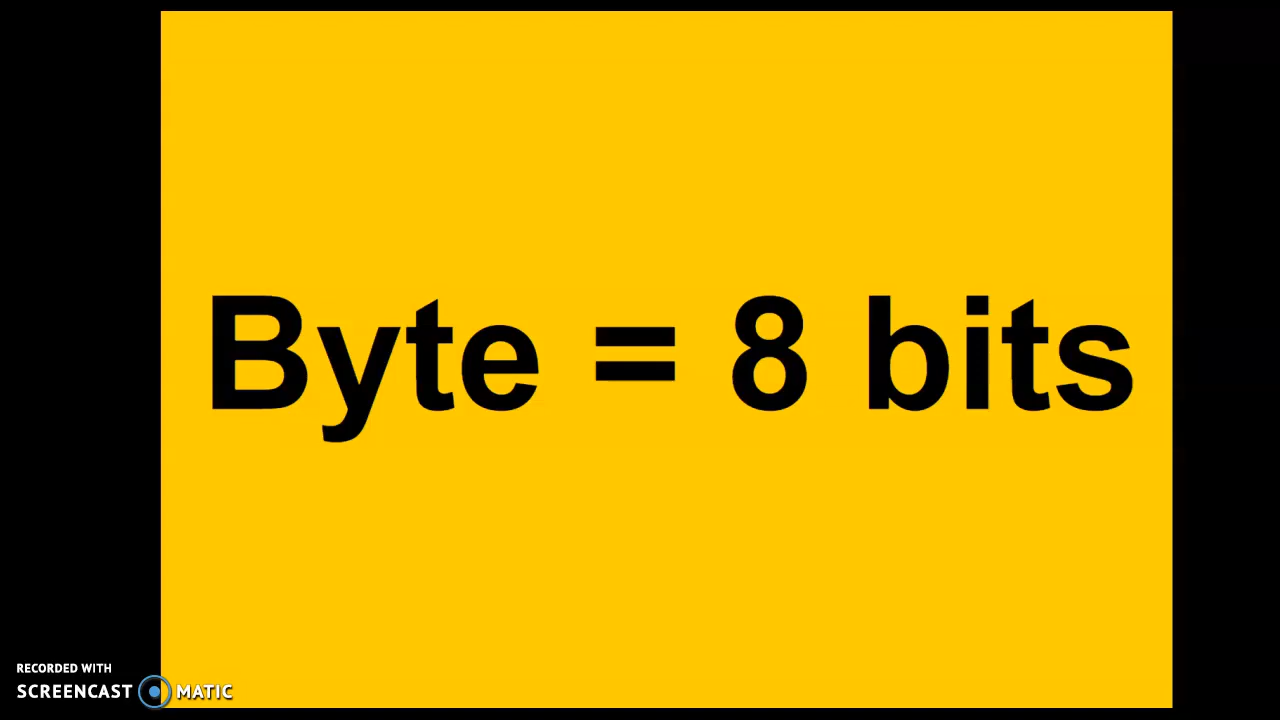 Byte = 8 bits
RECORDED WITH
SCREENCAST MATIC